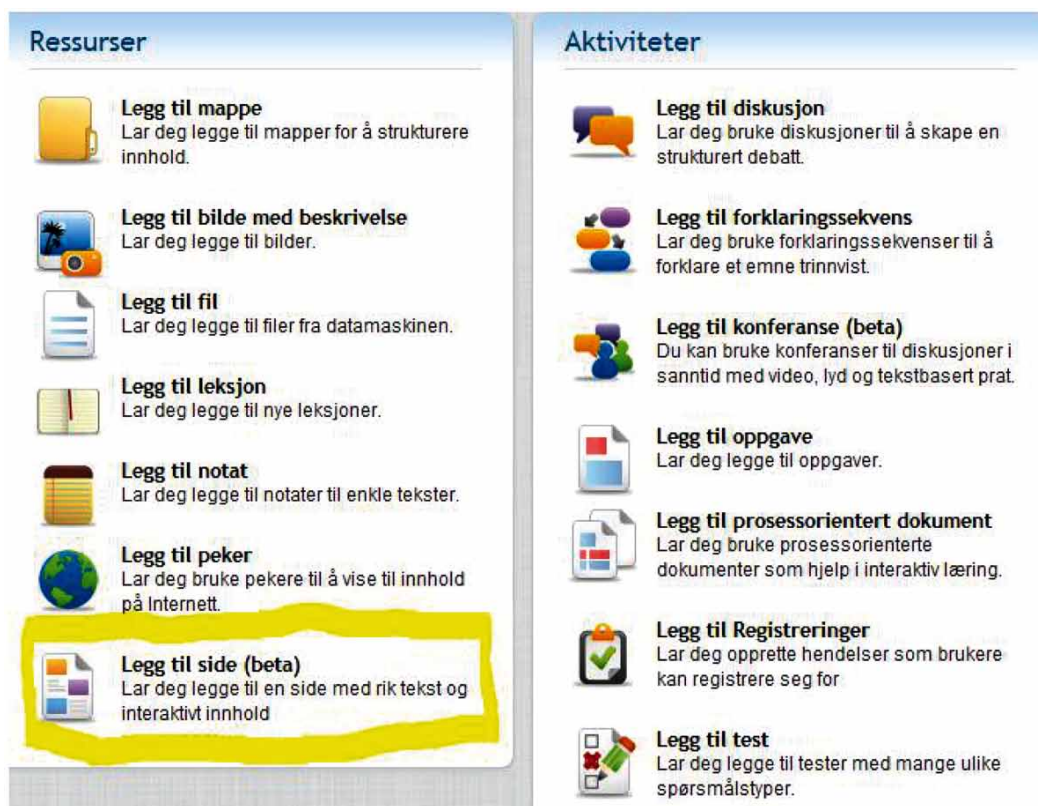 Ressurser
Legg til mappe
Lar deg legge til mapper for å strukturere
innhold.
Legg til bilde med beskrivelse
Lar deg legge til bilder.
Legg til fil
Lar deg legge til filer fra datamaskinen.
Legg til leksjon
Lar deg legge til nye leksjoner.
Legg til notat
Lar deg legge til notater til enkle tekster.
Legg til peker
Lar deg bruke pekere til å vise til innhold
på Internett.
Legg til side (beta)
Lar deg legge til en side med rik tekst og
interaktivt innhold
Aktiviteter
Legg til diskusjon
Lar deg bruke diskusjoner til å skape en
strukturert debatt.
Legg til forklaringssekvens
Lar deg bruke forklaringssekvenser til å
forklare et emne trinnvist.
Legg til konferanse (beta)
Du kan bruke konferanser til diskusjoner i
sanntid med video, lyd og tekstbasert prat.
Legg til oppgave
Lar deg legge til oppgaver.
Legg til prosessorientert dokument
Lar deg bruke prosessorienterte
dokumenter som hjelp i interaktiv læring.
Legg til Registreringer
Lar deg opprette hendelser som brukere
kan registrere seg for
Legg til test
Lar deg legge til tester med mange ulike
spørsmålstyper.